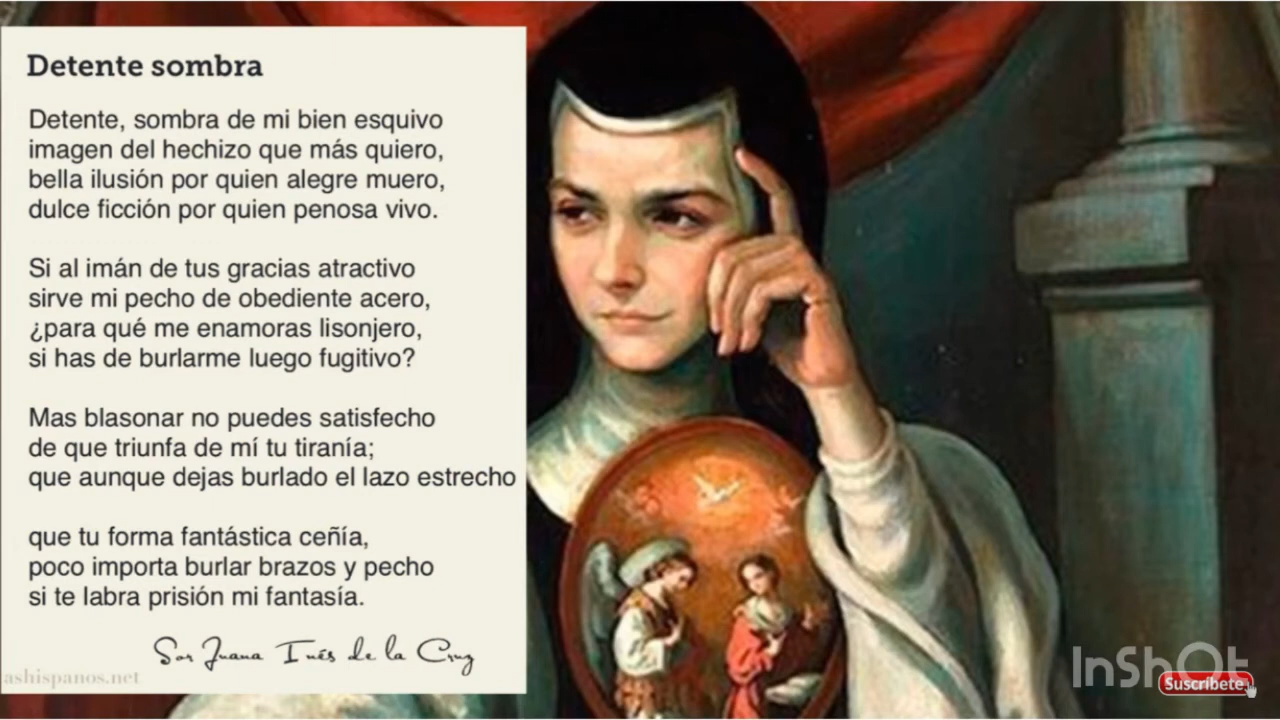 Detente sombra
Detente, sombra de mi bien esquivo
imagen del hechizo que más quiero,
bella ilusión por quien alegre muero,
dulce ficción por quien penosa vivo.
Si al imán de tus gracias atractivo
sirve mi pecho de obediente acero,
¿para qué me enamoras lisonjero,
si has de burlarme luego fugitivo?
Mas blasonar no puedes satisfecho
de que triunfa de mí tu tiranía;
que aunque dejas burlado el lazo estrecho
que tu forma fantástica ceñía,
poco importa burlar brazos y pecho
si te labra prisión mi fantasía.
Sor Juana Inés de la Cruz
ashispanos.net
InShOt
Suscríbete